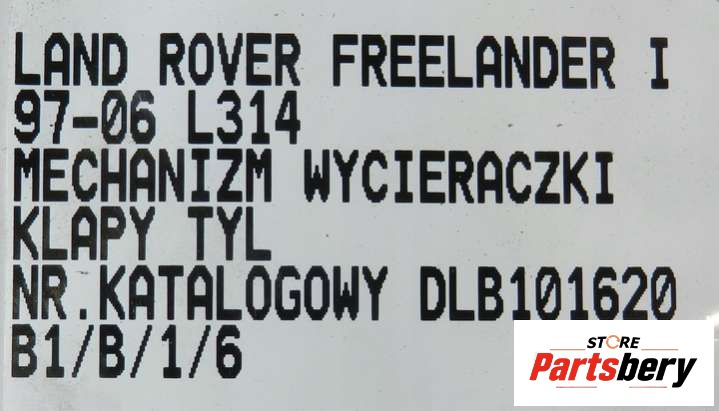 LAND ROVER FREELANDER I
97-06 L314
MECHANIZM WYCIERACZKI
KLAPY TYL
NR.KATALOGOWY DLB101620
B1/B/1/6
STORE
Partsbery